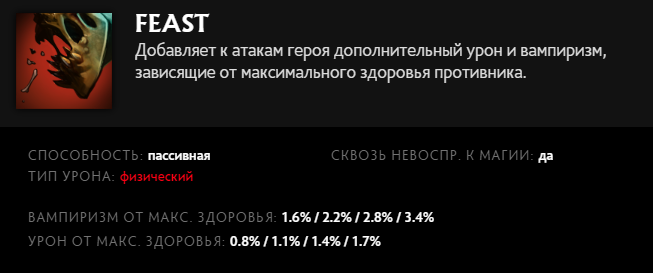 FEAST
Добавляет к атакам героя дополнительный урон и вампиризм,
зависящие от максимального здоровья противника.
СПОСОБНОСТЬ: пассивная
СКВОЗЬ НЕВОСПР. К МАГИИ: да
ТИП УРОНА: физический
ВАМПИРИЗМ ОТ МАКС. ЗДОРОВЬЯ: 1.6% / 2.2% / 2.8% / 3.4%
УРОН ОТ МАКС. ЗДОРОВЬЯ: 0.8% / 1.1% / 1.4% / 1.7%